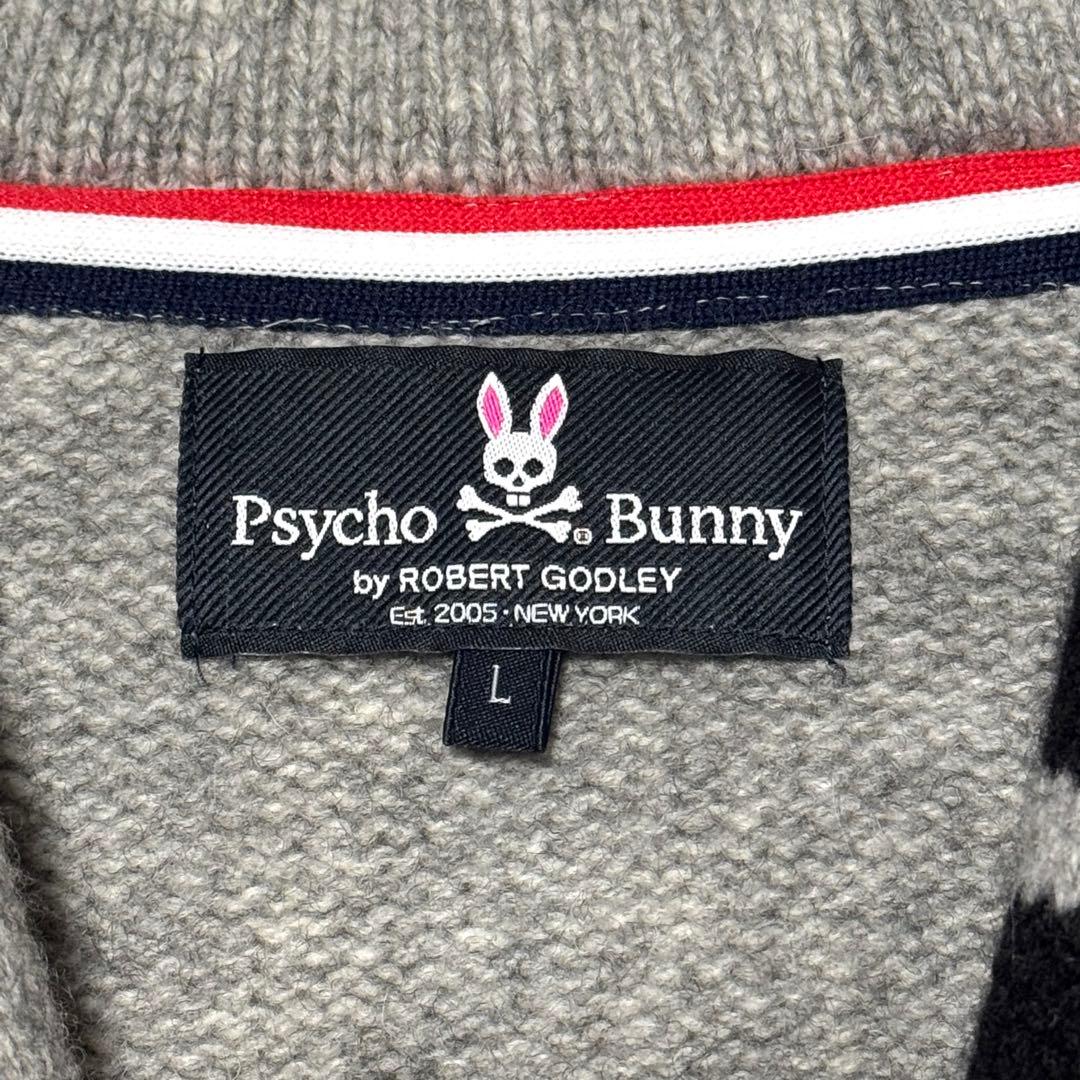 Psycho ® Bunny
by ROBERT GODLEY
Est. 2005 · NEW YORK
L